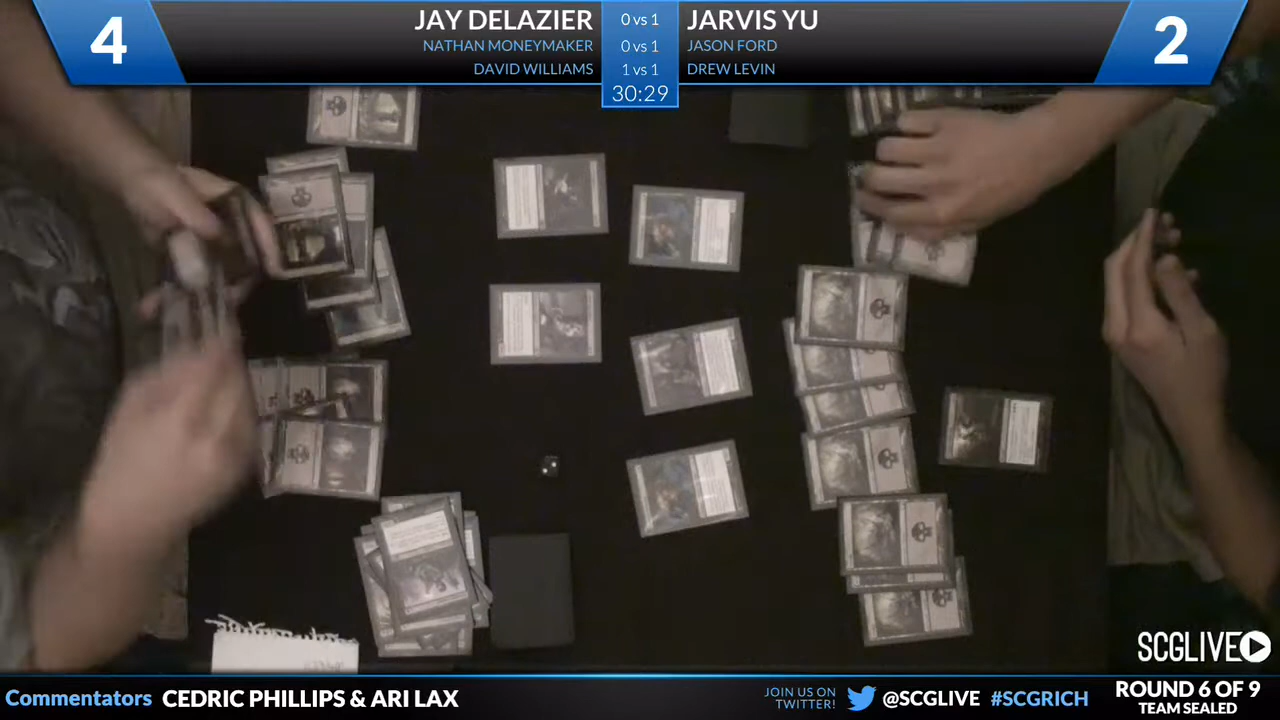 4
JAY DELAZIER 0 vs 1 JARVIS YU
NATHAN MONEYMAKER 0 vs 1 JASON FORD
DAVID WILLIAMS 1 vs 1 DREW LEVIN
30:29
2
SCGLIVE
Commentators CEDRIC PHILLIPS & ARI LAX
JOIN US ON
TWITTER!
@SCGLIVE #SCGRICH
ROUND 6 OF 9
TEAM SEALED